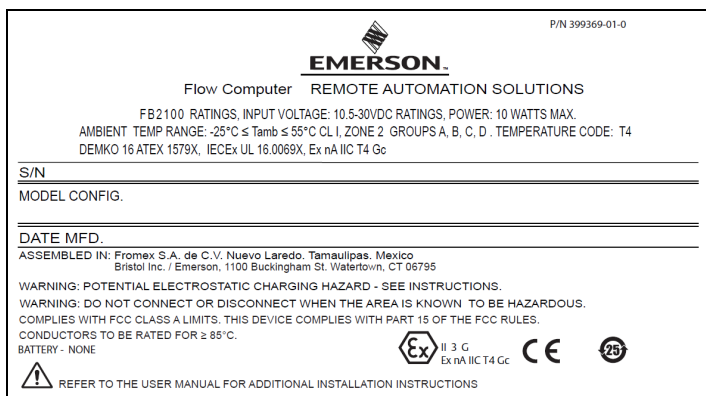 P/N 399369-01-0
EMERSON™
Flow Computer REMOTE AUTOMATION SOLUTIONS
FB2100 RATINGS, INPUT VOLTAGE: 10.5-30VDC RATINGS, POWER: 10 WATTS MAX.
AMBIENT TEMP RANGE: -25°C ≤ Tamb ≤ 55°C CL I, ZONE 2 GROUPS A, B, C, D . TEMPERATURE CODE: T4
DEMKO 16 ATEX 1579X, IECEx UL 16.0069X, Ex nA IIC T4 Gc
S/N
MODEL CONFIG.
DATE MFD.
ASSEMBLED IN: Fromex S.A. de C.V. Nuevo Laredo. Tamaulipas. Mexico
Bristol Inc. / Emerson, 1100 Buckingham St. Watertown, CT 06795
WARNING: POTENTIAL ELECTROSTATIC CHARGING HAZARD - SEE INSTRUCTIONS.
WARNING: DO NOT CONNECT OR DISCONNECT WHEN THE AREA IS KNOWN TO BE HAZARDOUS.
COMPLIES WITH FCC CLASS A LIMITS. THIS DEVICE COMPLIES WITH PART 15 OF THE FCC RULES.
CONDUCTORS TO BE RATED FOR ≥ 85°C.
BATTERY - NONE
Ex II 3 G
Ex nA IIC T4 Gc
CE
25
REFER TO THE USER MANUAL FOR ADDITIONAL INSTALLATION INSTRUCTIONS